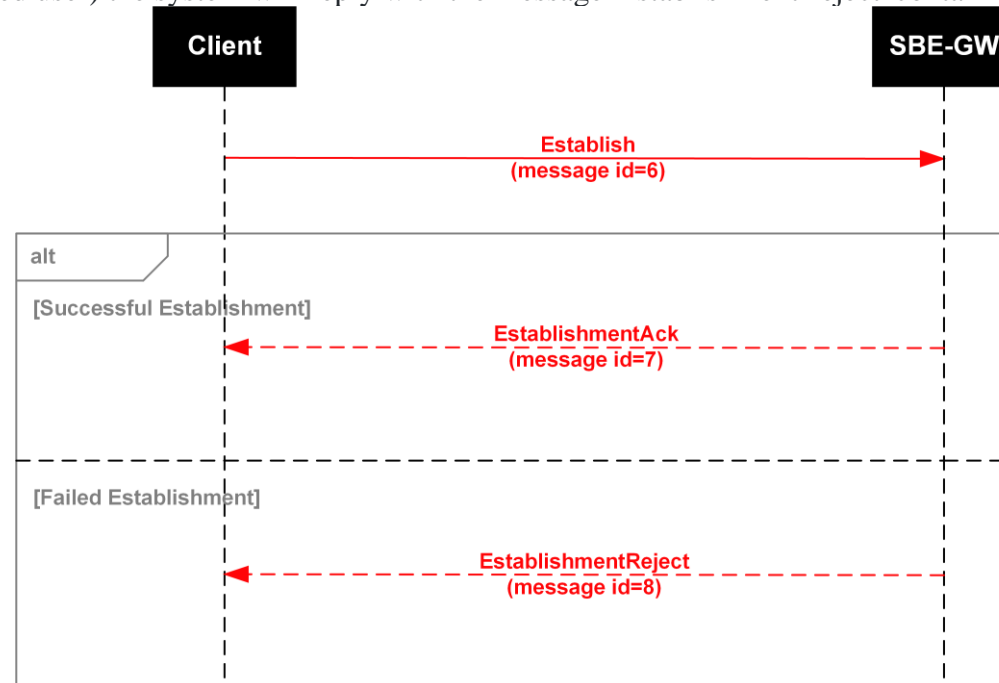 Client
SBE-GW
Establish
(message id=6)
alt
[Successful Establishment]
EstablishmentAck
(message id=7)
[Failed Establishment]
EstablishmentReject
(message id=8)